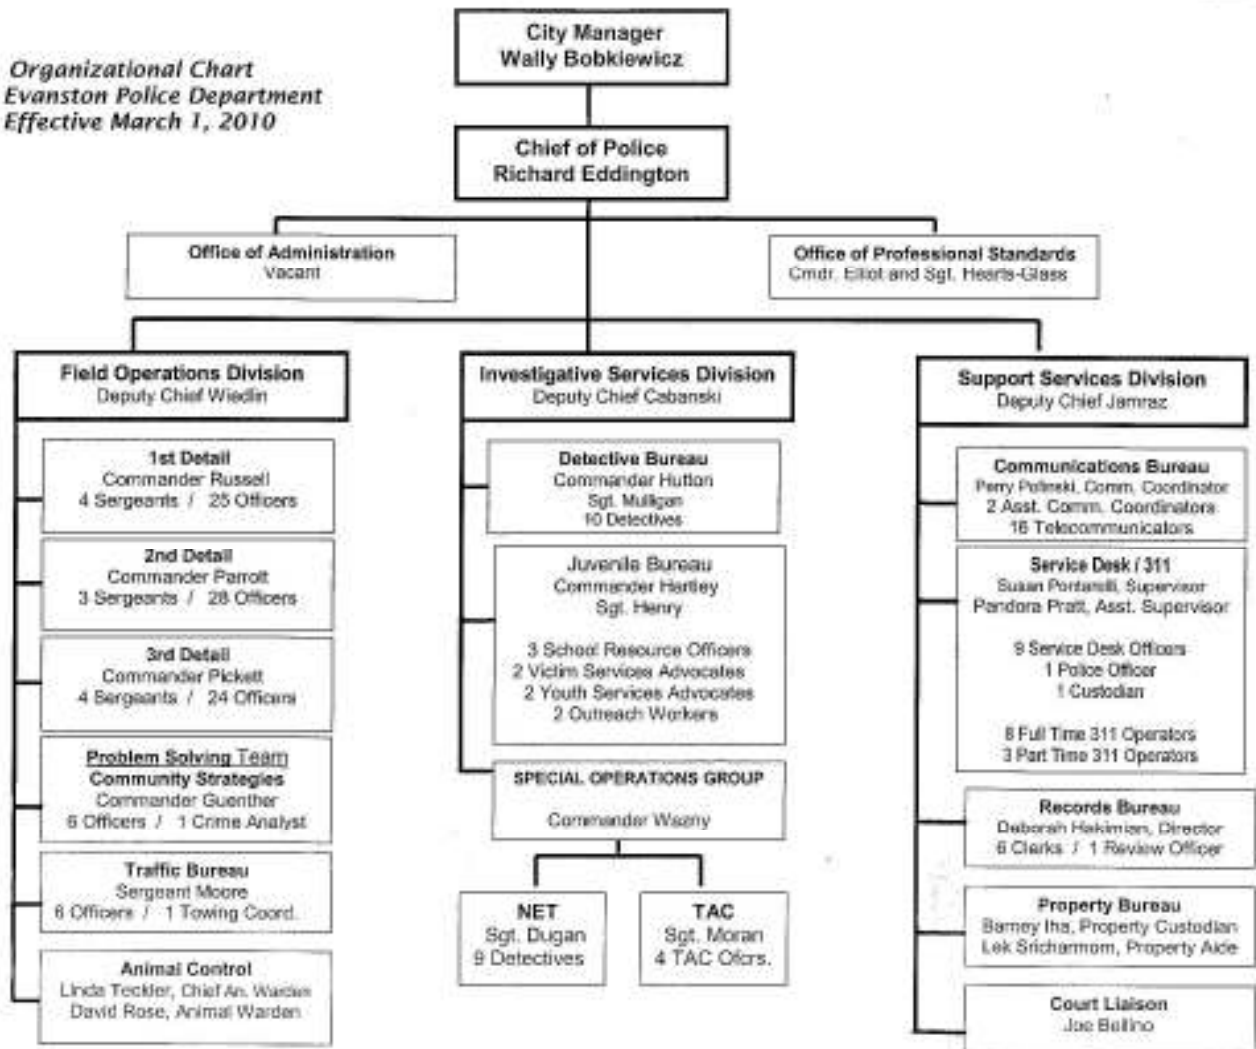 City Manager
Wally Bobkiewicz
Organizational Chart
Evanston Police Department
Effective March 1, 2010
Chief of Police
Richard Eddington
Office of Administration
Vacant
Office of Professional Standards
Cmdr. Elliot and Sgt. Hearts-Glass
Field Operations Division
Deputy Chief Wiedlin
1st Detail
Commander Russell
4 Sergeants / 25 Officers
2nd Detail
Commander Parrott
3 Sergeants / 28 Officers
3rd Detail
Commander Pickett
4 Sergeants / 24 Officers
Problem Solving Team
Community Strategies
Commander Guenther
6 Officers / 1 Crime Analyst
Traffic Bureau
Sergeant Moore
6 Officers / 1 Towing Coord.
Animal Control
Linda Teckler, Chief An. Warden
David Rose, Animal Warden
Investigative Services Division
Deputy Chief Cabanski
Detective Bureau
Commander Hutton
Sgt. Mulligan
10 Detectives
Juvenile Bureau
Commander Hartley
Sgt. Henry
3 School Resource Officers
2 Victim Services Advocates
2 Youth Services Advocates
2 Outreach Workers
SPECIAL OPERATIONS GROUP
Commander Wazny
NET
Sgt. Dugan
9 Detectives
TAC
Sgt. Moran
4 TAC Ofcrs.
Support Services Division
Deputy Chief Jamraz
Communications Bureau
Perry Polinski, Comm. Coordinator
2 Asst. Comm. Coordinators
16 Telecommunicators
Service Desk / 311
Susan Pontarelli, Supervisor
Pandora Pratt, Asst. Supervisor
9 Service Desk Officers
1 Police Officer
1 Custodian
8 Full Time 311 Operators
3 Part Time 311 Operators
Records Bureau
Deborah Hakimian, Director
6 Clerks / 1 Review Officer
Property Bureau
Barney Iha, Property Custodian
Lek Sricharmorn, Property Aide
Court Liaison
Joe Bellino